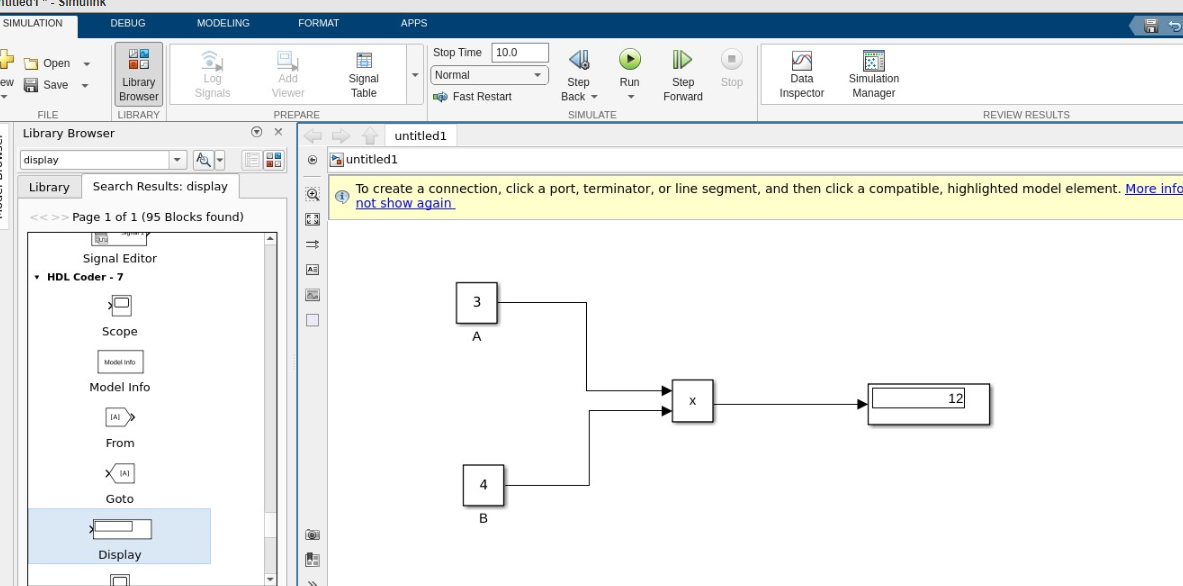 untitled1 * - Simulink
SIMULATION DEBUG MODELING FORMAT APPS
Open
Save
FILE
Library
Browser
LIBRARY
Log
Signals
Add
Viewer
Signal
Table
PREPARE
Stop Time 10.0
Normal
Fast Restart
Step
Back
Run
Step
Forward
Stop
SIMULATE
Data
Inspector
Simulation
Manager
REVIEW RESULTS
Library Browser
display
Library Search Results: display
<< >> Page 1 of 1 (95 Blocks found)
Signal Editor
HDL Coder - 7
Scope
Model Info
Model Info
[A]
From
[A]
Goto
Display
untitled1
untitled1
To create a connection, click a port, terminator, or line segment, and then click a compatible, highlighted model element. More info
not show again
3
A
x
12
4
B